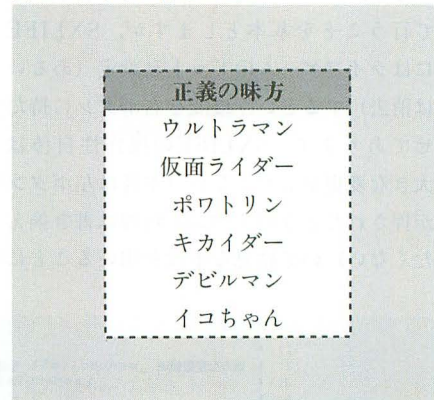 正義の味方
ウルトラマン
仮面ライダー
ポワトリン
キカイダー
デビルマン
イコちゃん